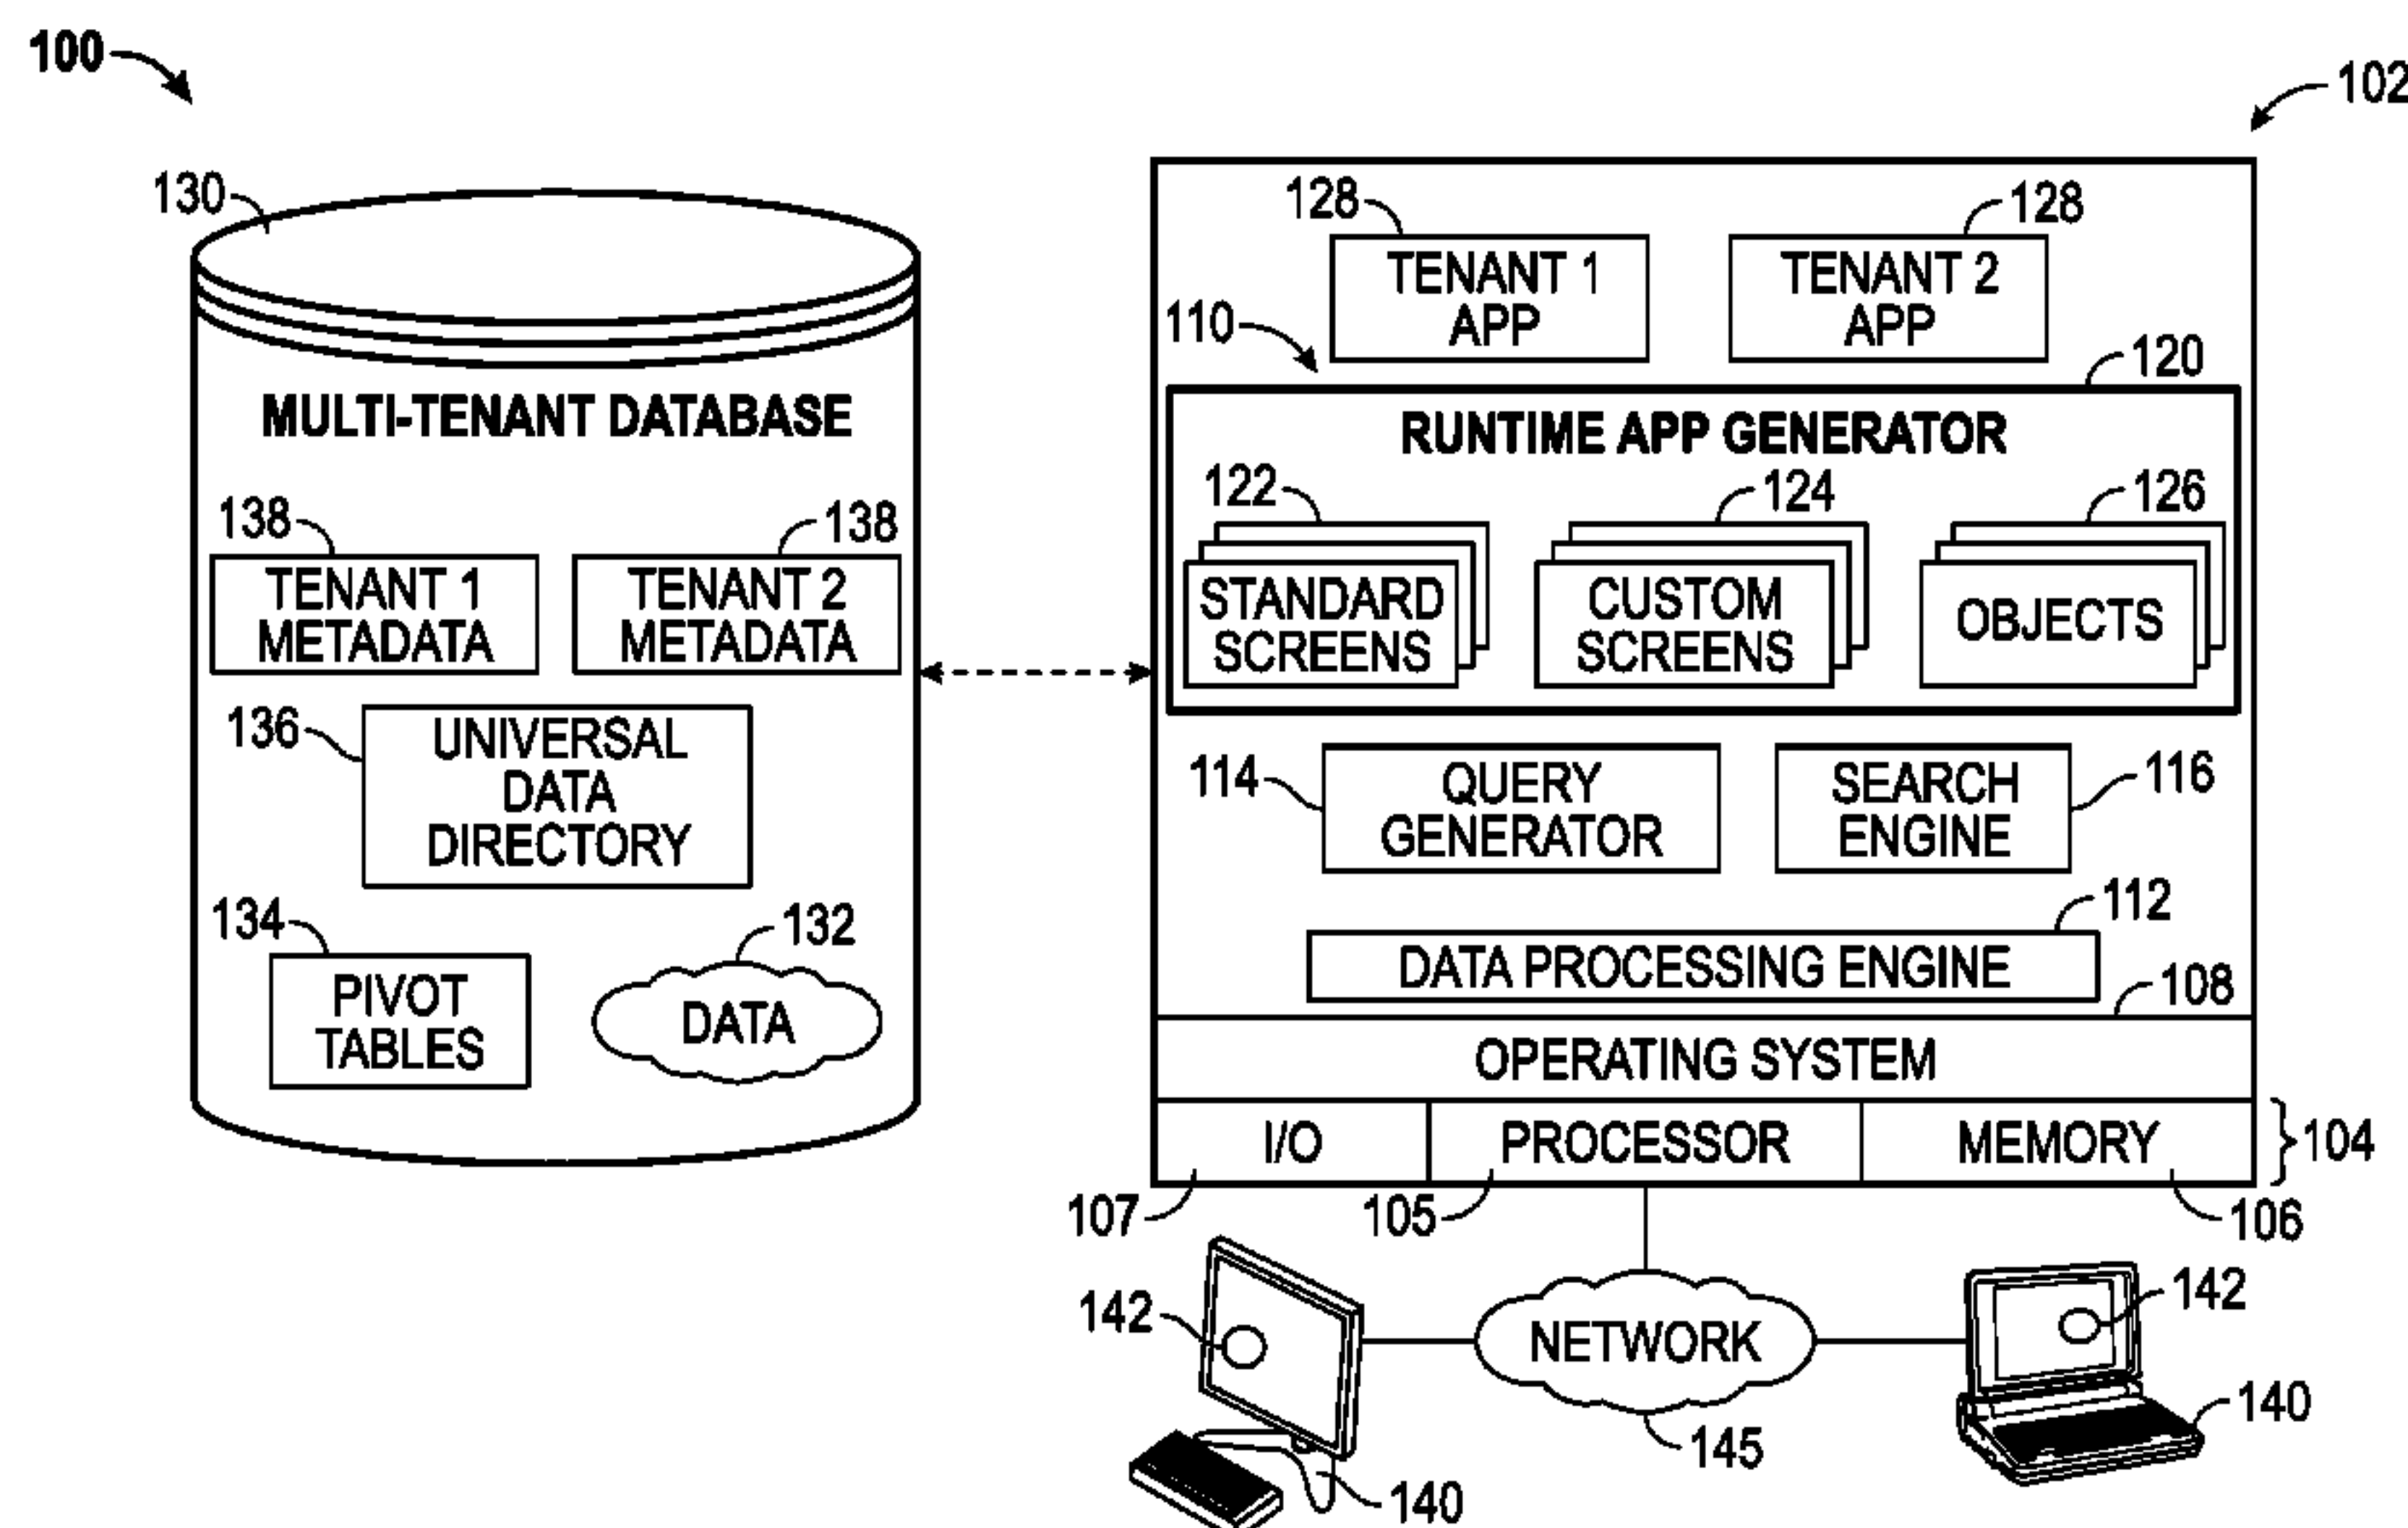 100
102
130
128
128
TENANT 1
APP
TENANT 2
APP
110
120
MULTI-TENANT DATABASE
RUNTIME APP GENERATOR
122
124
126
138
138
TENANT 1
METADATA
TENANT 2
METADATA
STANDARD
SCREENS
CUSTOM
SCREENS
OBJECTS
136
UNIVERSAL
DATA
DIRECTORY
114
QUERY
GENERATOR
SEARCH
ENGINE
116
134
132
112
PIVOT
TABLES
DATA
DATA PROCESSING ENGINE
108
OPERATING SYSTEM
I/O
PROCESSOR
MEMORY
104
107
105
106
142
NETWORK
142
145
140
140